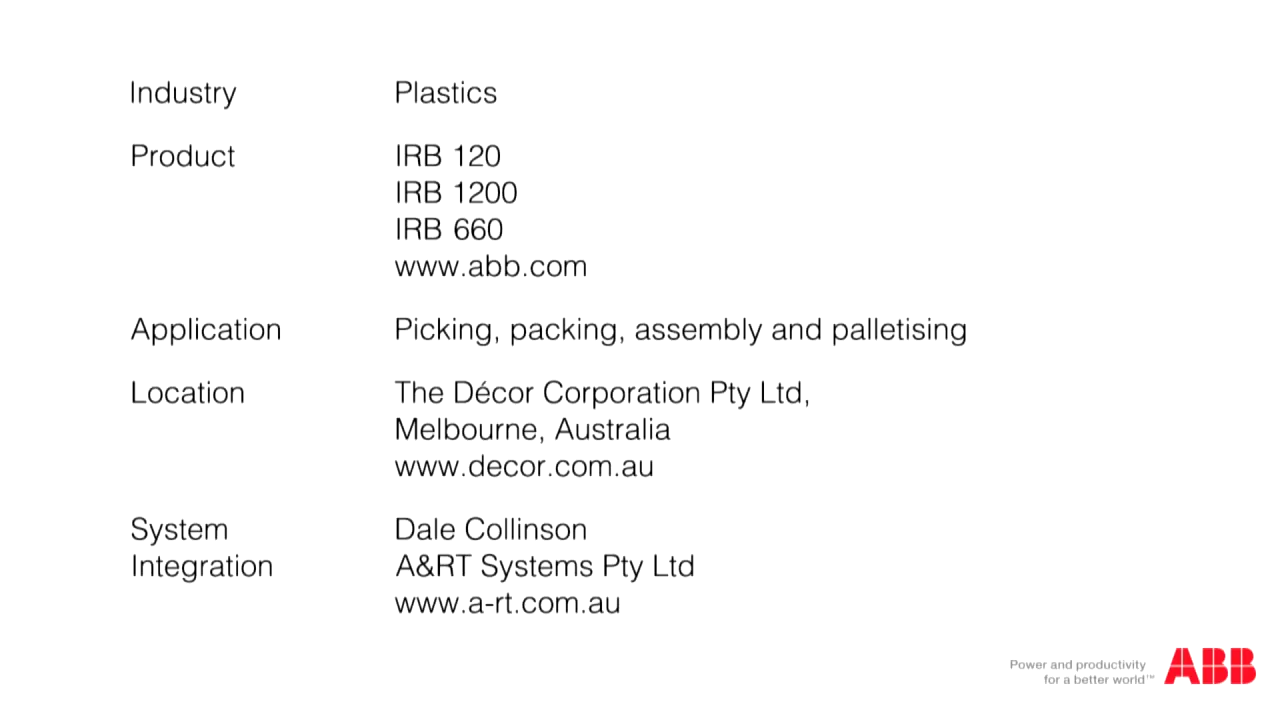 Industry Plastics
Product IRB 120
IRB 1200
IRB 660
www.abb.com
Application Picking, packing, assembly and palletising
Location The Décor Corporation Pty Ltd,
Melbourne, Australia
www.decor.com.au
System Dale Collinson
Integration A&RT Systems Pty Ltd
www.a-rt.com.au
Power and productivity
for a better world™
ABB